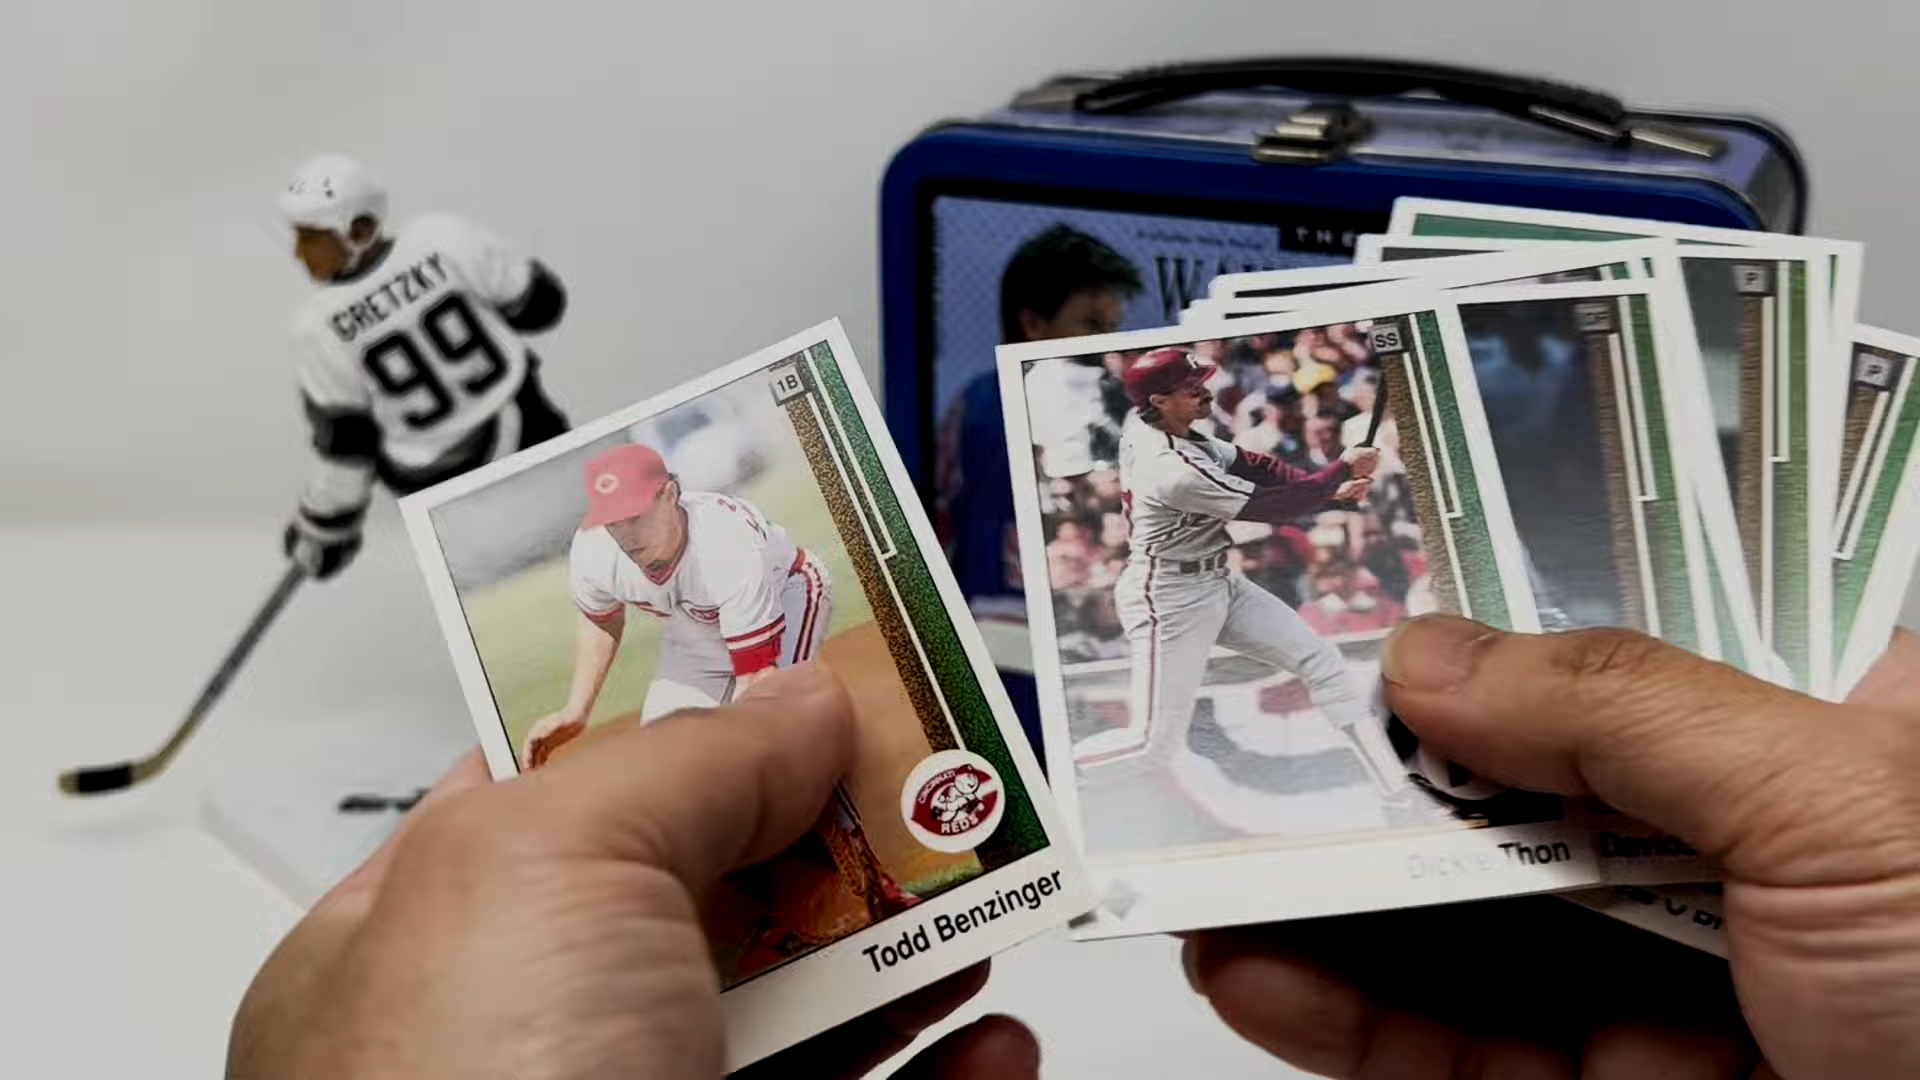 GRETZKY
99
THE
1B
SS
P
P
CINCINNATI
REDS
Todd Benzinger
Dickie Thon